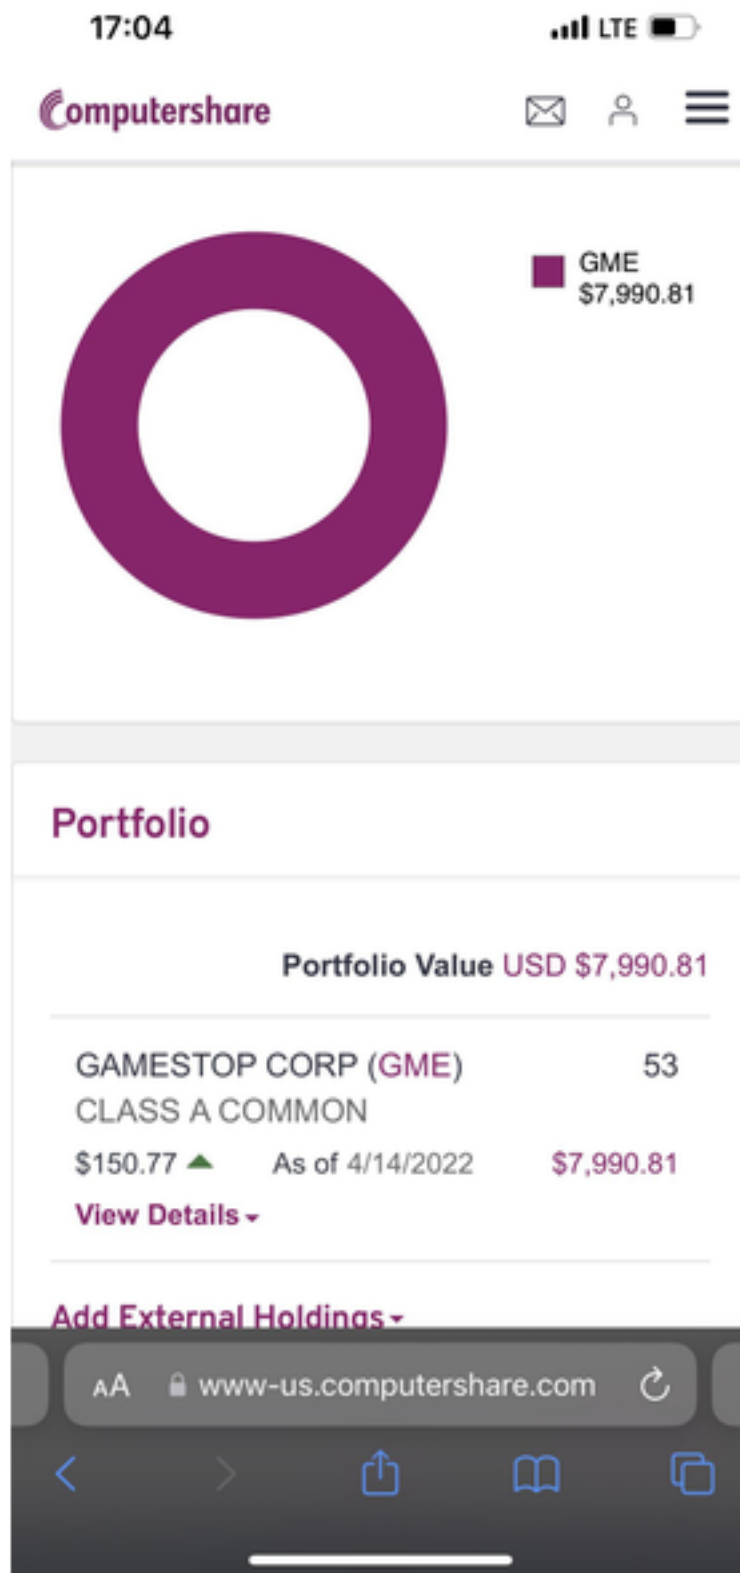 17:04 LTE
Computershare
GME
$7,990.81
Portfolio
Portfolio Value USD $7,990.81
GAMESTOP CORP (GME) 53
CLASS A COMMON
$150.77 As of 4/14/2022 $7,990.81
View Details
Add External Holdings
AA www-us.computershare.com